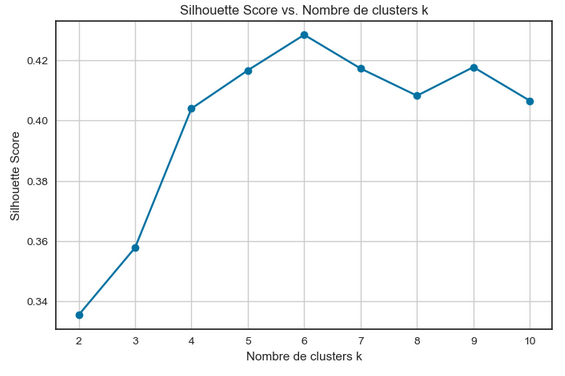 Silhouette Score vs. Nombre de clusters k
Silhouette Score
0.42
0.40
0.38
0.36
0.34
2 3 4 5 6 7 8 9 10
Nombre de clusters k